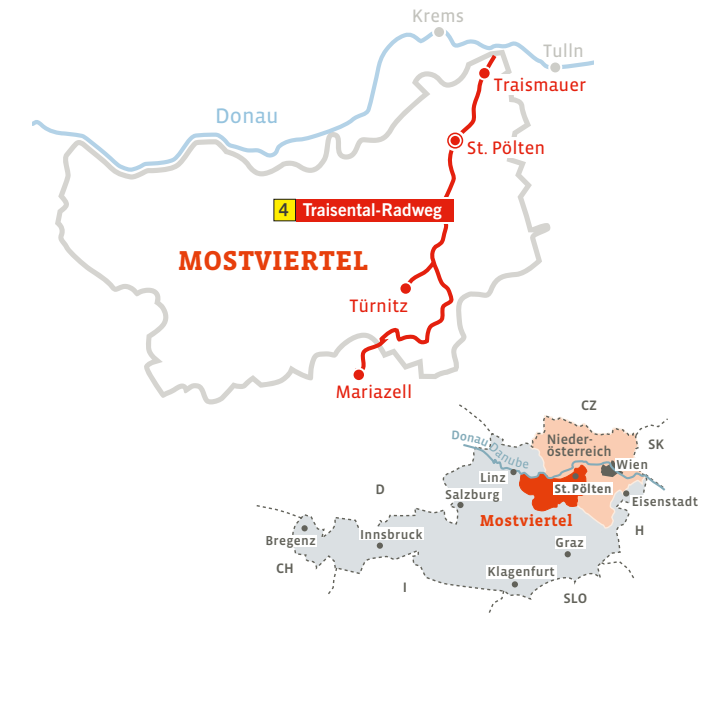 Krems
Tulln
Traismauer
Donau
St. Pölten
4 Traisental-Radweg
MOSTVIERTEL
Türnitz
Mariazell
CZ
Donau Danube
Nieder-
österreich
SK
Wien
Linz
St. Pölten
D
Salzburg
Eisenstadt
Mostviertel
H
Bregenz
Innsbruck
Graz
CH
Klagenfurt
I
SLO